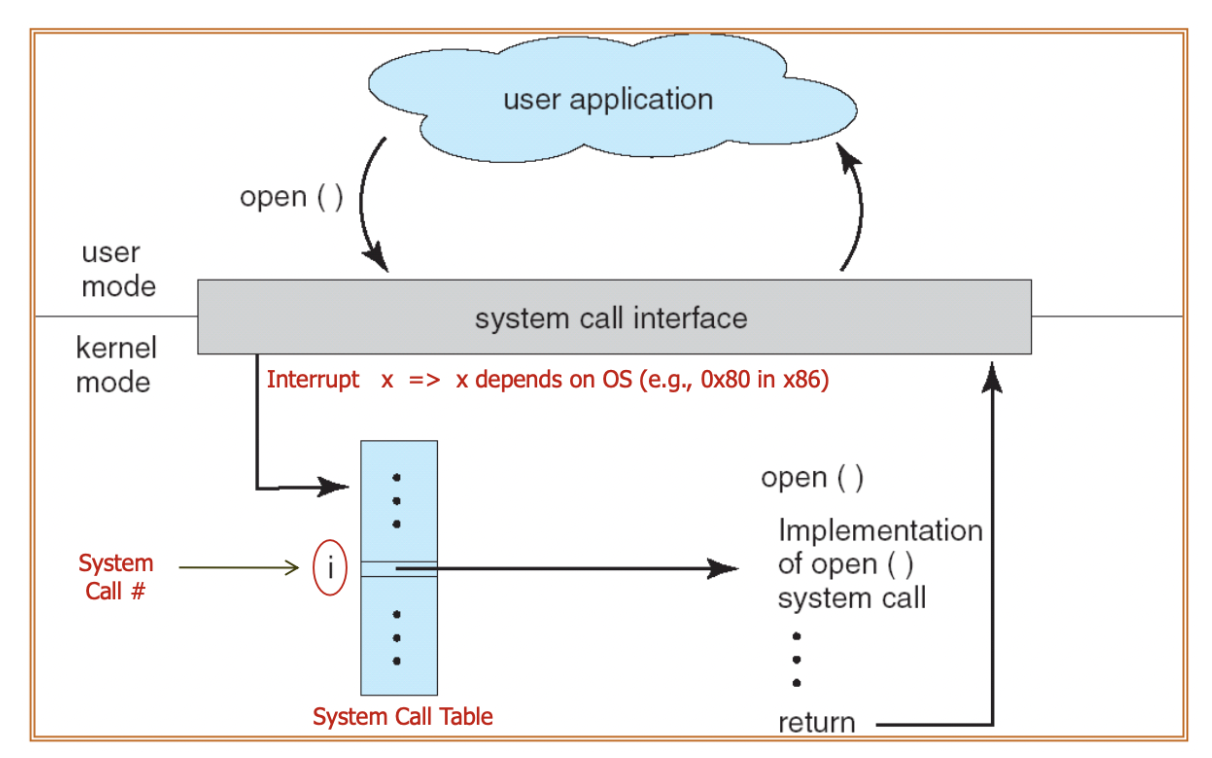 user application
open ( )
user
mode
system call interface
kernel
mode
Interrupt x => x depends on OS (e.g., 0x80 in x86)
open ( )
Implementation
of open ( )
system call
System
Call #
i
return
System Call Table